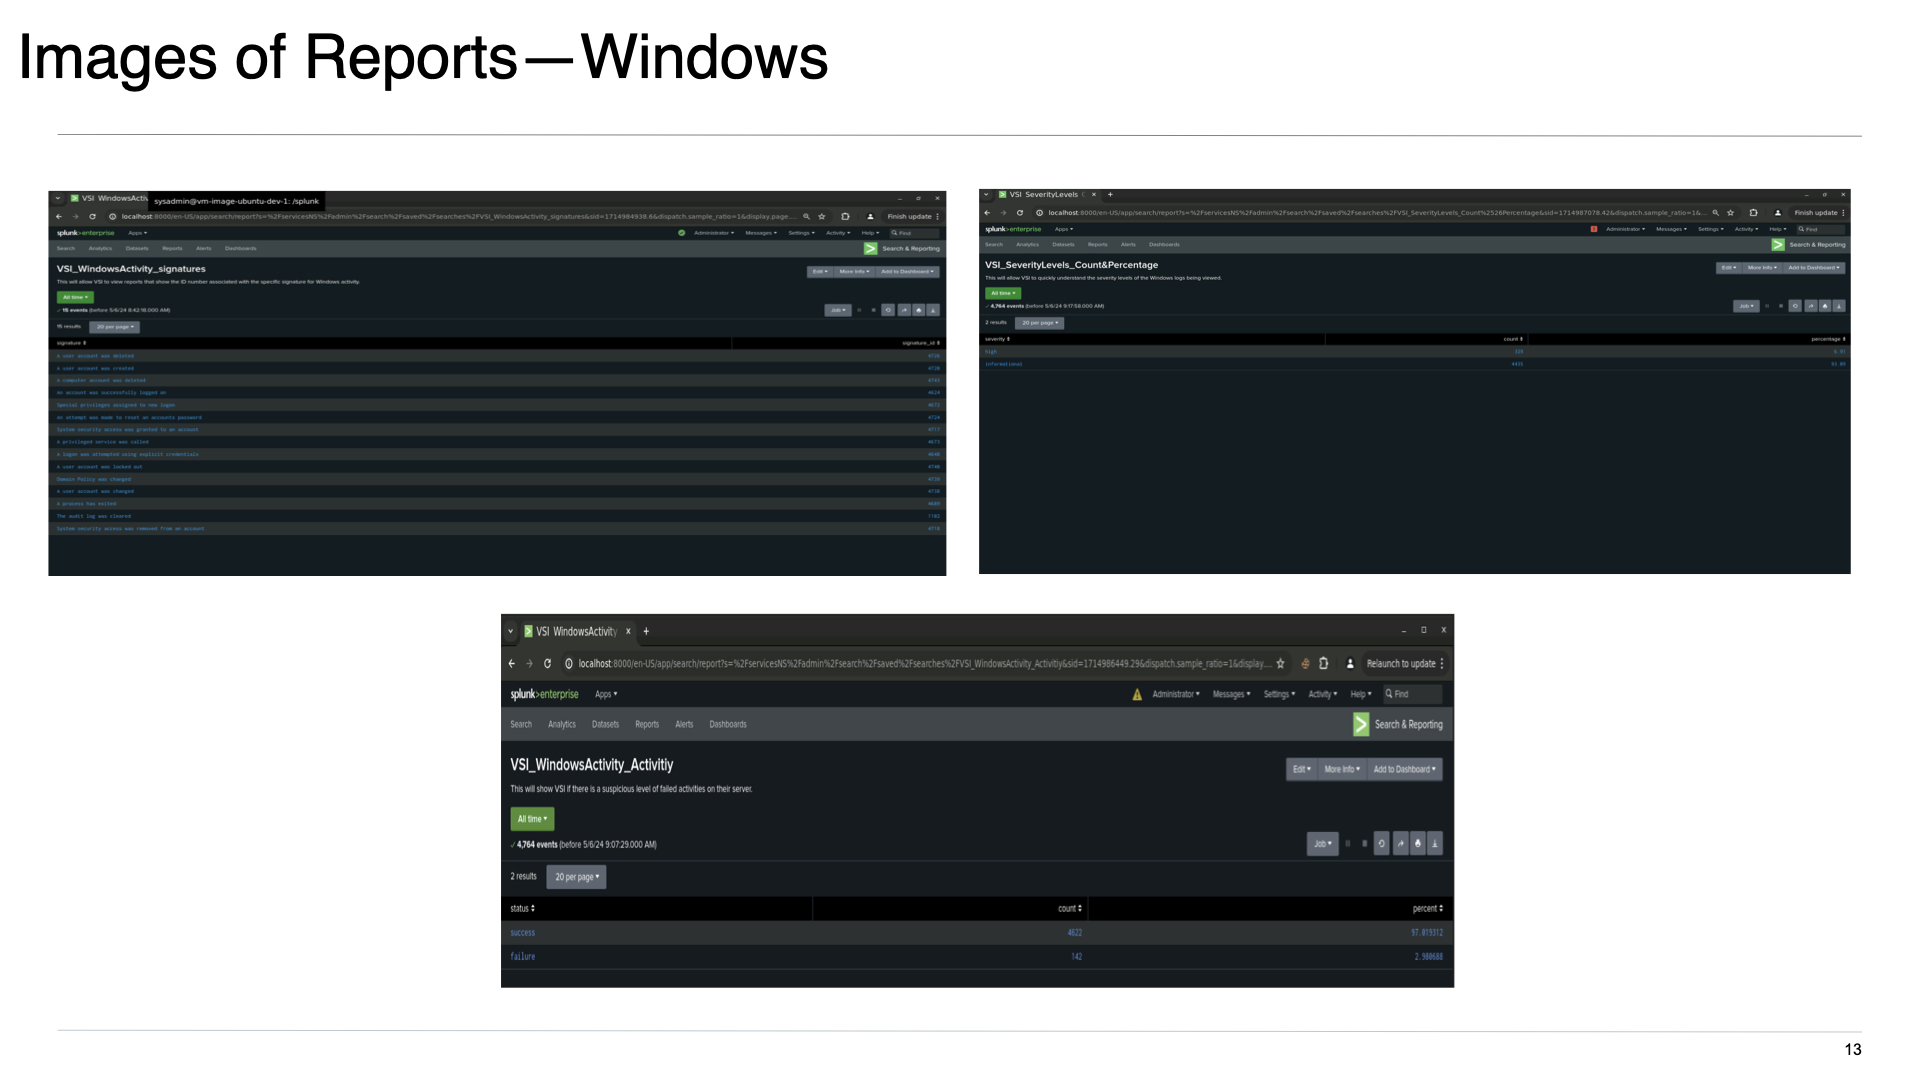 Images of Reports—Windows
VSI WindowsActiv
sysadmin@vm-image-ubuntu-dev-1: /splunk
localhost:8000/en-US/app/search/report?s=%2FservicesNS%2Fadmin%2Fsearch%2Fsaved%2Fsearches%2FVSI_WindowsActivity_signatures&sid=1714984938.6&dispatch.sample_ratio=1&display.page....
Finish update
splunk>enterprise Apps
Administrator Messages Settings Activity Help Find
Search Analytics Datasets Reports Alerts Dashboards
Search & Reporting
VSI_WindowsActivity_signatures
Edit More Info Add to Dashboard
This will allow VSI to view reports that show the ID number associated with the specific signature for Windows activity.
All time
15 events (before 5/6/24 8:42:18.000 AM)
Job
15 results 20 per page
signature signature_id
A user account was deleted 4726
A user account was created 4720
A computer account was deleted 4743
An account was successfully logged on 4624
Special privileges assigned to new logon 4672
An attempt was made to reset an accounts password 4724
System security access was granted to an account 4717
A privileged service was called 4673
A logon was attempted using explicit credentials 4648
A user account was locked out 4740
Domain Policy was changed 4739
A user account was changed 4738
A process has exited 4689
The audit log was cleared 1102
System security access was removed from an account 4718
VSI SeverityLevels
localhost:8000/en-US/app/search/report?s=%2FservicesNS%2Fadmin%2Fsearch%2Fsaved%2Fsearches%2FVSI_SeverityLevels_Count%2526Percentage&sid=1714987078.42&dispatch.sample_ratio=1&...
Finish update
splunk>enterprise Apps
Administrator Messages Settings Activity Help Find
Search Analytics Datasets Reports Alerts Dashboards
Search & Reporting
VSI_SeverityLevels_Count&Percentage
Edit More Info Add to Dashboard
This will allow VSI to quickly understand the severity levels of the Windows logs being viewed.
All time
4,764 events (before 5/6/24 9:17:58.000 AM)
Job
2 results 20 per page
severity count percentage
high 329 6.91
informational 4435 93.09
VSI WindowsActivity
localhost:8000/en-US/app/search/report?s=%2FservicesNS%2Fadmin%2Fsearch%2Fsaved%2Fsearches%2FVSI_WindowsActivity_Activitiy&sid=1714986449.29&dispatch.sample_ratio=1&display....
Relaunch to update
splunk>enterprise Apps
Administrator Messages Settings Activity Help Find
Search Analytics Datasets Reports Alerts Dashboards
Search & Reporting
VSI_WindowsActivity_Activitiy
Edit More Info Add to Dashboard
This will show VSI if there is a suspicious level of failed activities on their server.
All time
4,764 events (before 5/6/24 9:07:29.000 AM)
Job
2 results 20 per page
status count percent
success 4622 97.019312
failure 142 2.980688
13